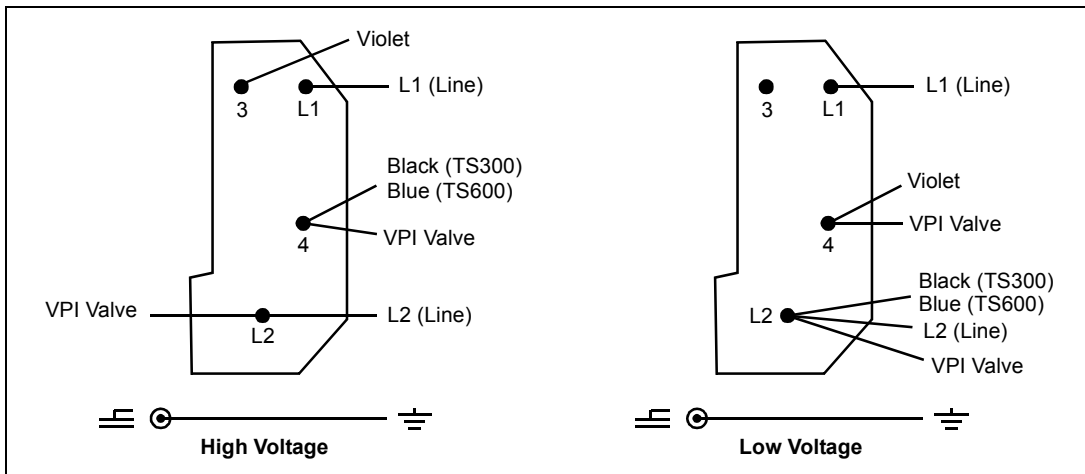 Violet
L1 (Line)
3
L1
Black (TS300)
Blue (TS600)
VPI Valve
4
VPI Valve
L2 (Line)
L2
High Voltage
L1 (Line)
3
L1
Violet
VPI Valve
4
Black (TS300)
Blue (TS600)
L2
L2 (Line)
VPI Valve
Low Voltage